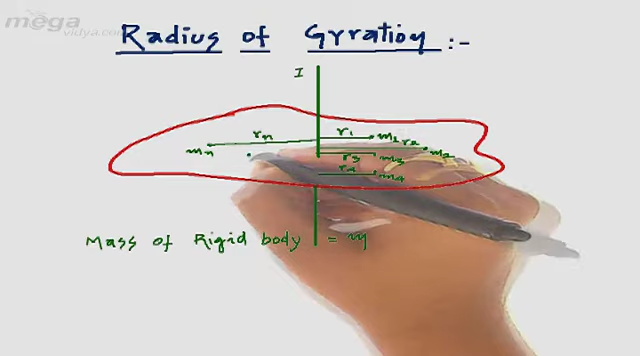 mega
vidya.com
Radius of Gyration :-
I
rn r1 m1 r2
mn r3 m3 m2
r4 m4
Mass of Rigid body = M